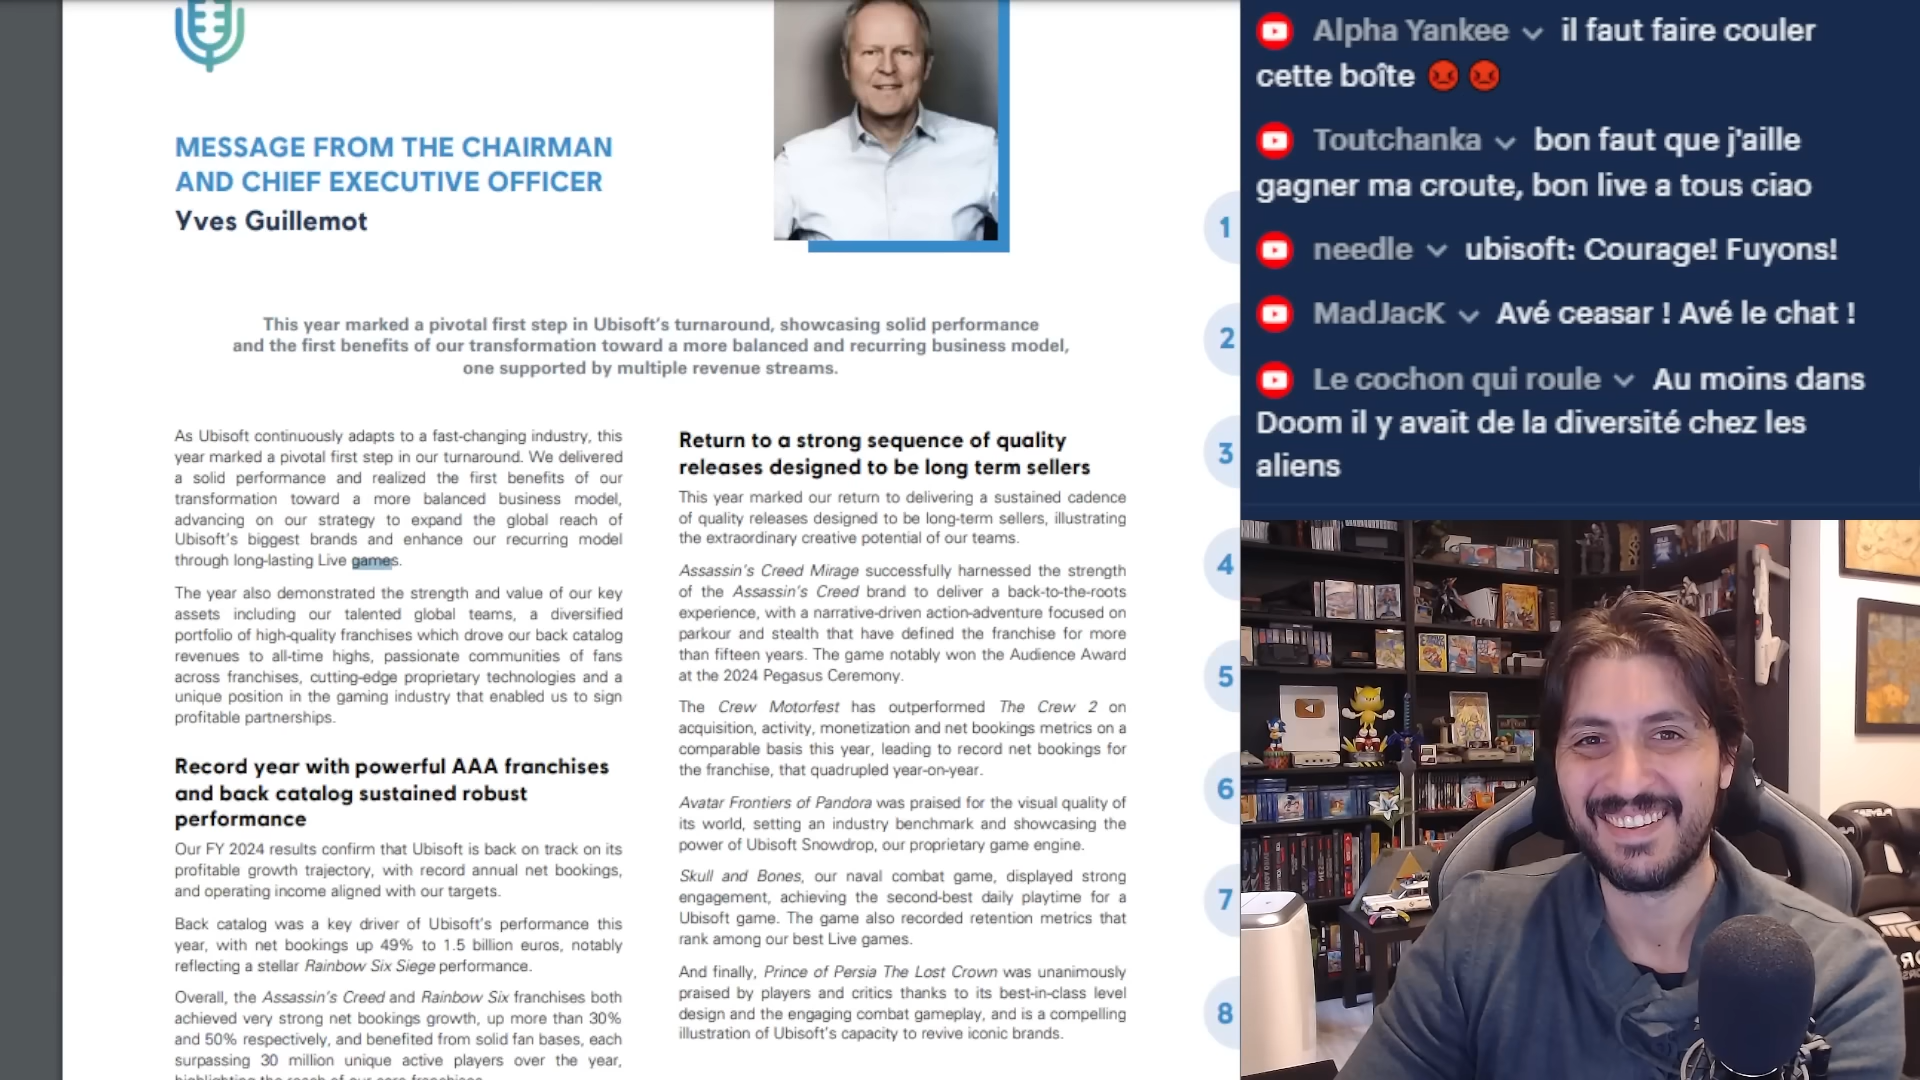 MESSAGE FROM THE CHAIRMAN
AND CHIEF EXECUTIVE OFFICER
Yves Guillemot
This year marked a pivotal first step in Ubisoft's turnaround, showcasing solid performance
and the first benefits of our transformation toward a more balanced and recurring business model,
one supported by multiple revenue streams.
As Ubisoft continuously adapts to a fast-changing industry, this
year marked a pivotal first step in our turnaround. We delivered
a solid performance and realized the first benefits of our
transformation toward a more balanced business model,
advancing on our strategy to expand the global reach of
Ubisoft's biggest brands and enhance our recurring model
through long-lasting Live games.
The year also demonstrated the strength and value of our key
assets including our talented global teams, a diversified
portfolio of high-quality franchises which drove our back catalog
revenues to all-time highs, passionate communities of fans
across franchises, cutting-edge proprietary technologies and a
unique position in the gaming industry that enabled us to sign
profitable partnerships.
Record year with powerful AAA franchises
and back catalog sustained robust
performance
Our FY 2024 results confirm that Ubisoft is back on track on its
profitable growth trajectory, with record annual net bookings,
and operating income aligned with our targets.
Back catalog was a key driver of Ubisoft's performance this
year, with net bookings up 49% to 1.5 billion euros, notably
reflecting a stellar Rainbow Six Siege performance.
Overall, the Assassin's Creed and Rainbow Six franchises both
achieved very strong net bookings growth, up more than 30%
and 50% respectively, and benefited from solid fan bases, each
surpassing 30 million unique active players over the year,
highlighting the reach of our core franchises.
Return to a strong sequence of quality
releases designed to be long term sellers
This year marked our return to delivering a sustained cadence
of quality releases designed to be long-term sellers, illustrating
the extraordinary creative potential of our teams.
Assassin's Creed Mirage successfully harnessed the strength
of the Assassin's Creed brand to deliver a back-to-the-roots
experience, with a narrative-driven action-adventure focused on
parkour and stealth that have defined the franchise for more
than fifteen years. The game notably won the Audience Award
at the 2024 Pegasus Ceremony.
The Crew Motorfest has outperformed The Crew 2 on
acquisition, activity, monetization and net bookings metrics on a
comparable basis this year, leading to record net bookings for
the franchise, that quadrupled year-on-year.
Avatar Frontiers of Pandora was praised for the visual quality of
its world, setting an industry benchmark and showcasing the
power of Ubisoft Snowdrop, our proprietary game engine.
Skull and Bones, our naval combat game, displayed strong
engagement, achieving the second-best daily playtime for a
Ubisoft game. The game also recorded retention metrics that
rank among our best Live games.
And finally, Prince of Persia The Lost Crown was unanimously
praised by players and critics thanks to its best-in-class level
design and the engaging combat gameplay, and is a compelling
illustration of Ubisoft's capacity to revive iconic brands.
1
2
3
4
5
6
7
8
Alpha Yankee il faut faire couler
cette boîte 😡 😡
Toutchanka bon faut que j'aille
gagner ma croute, bon live a tous ciao
needle ubisoft: Courage! Fuyons!
MadJacK Avé ceasar ! Avé le chat !
Le cochon qui roule Au moins dans
Doom il y avait de la diversité chez les
aliens